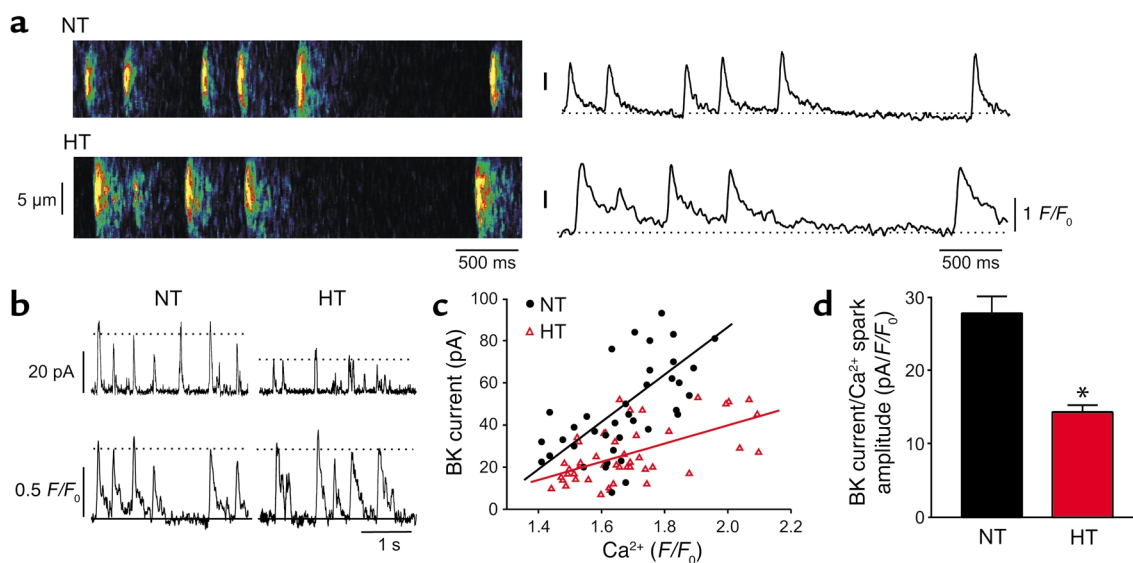 a
NT
HT
5 µm
500 ms
1 F/F0
500 ms
b
NT
HT
20 pA
0.5 F/F0
1 s
c
NT
HT
BK current (pA)
100
80
60
40
20
0
1.4 1.6 1.8 2.0 2.2
Ca2+ (F/F0)
d
BK current/Ca2+ spark
amplitude (pA/F/F0)
30
20
10
0
*
NT HT